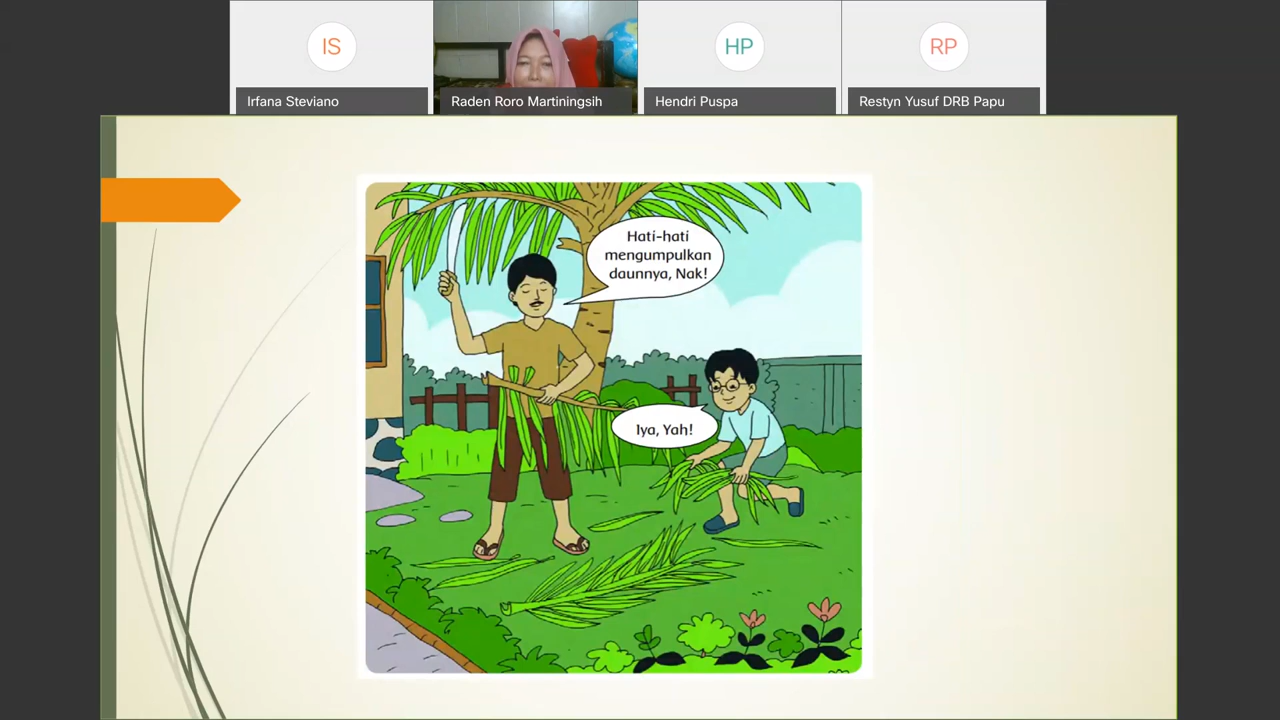 IS
HP
RP
Irfana Steviano
Raden Roro Martiningsih
Hendri Puspa
Restyn Yusuf DRB Papu
Hati-hati
mengumpulkan
daunnya, Nak!
Iya, Yah!